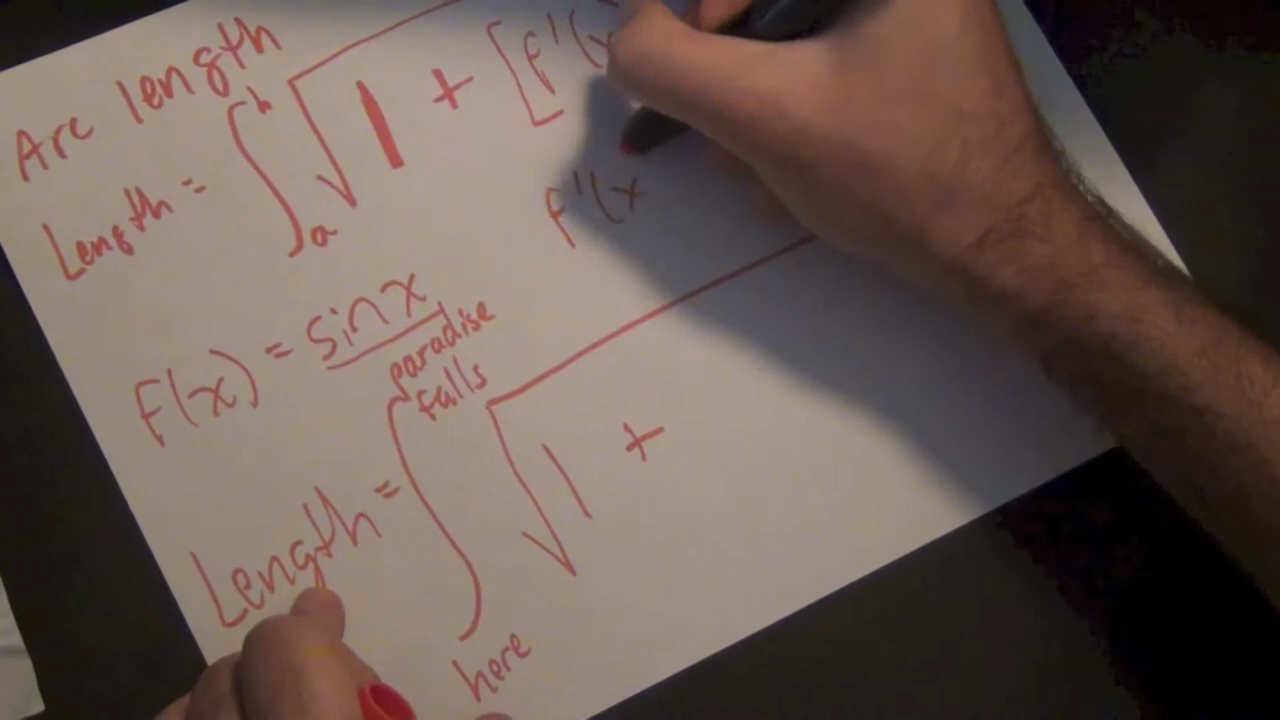 Arc length
Length = ∫ₐᵇ √1 + [f'(x
f'(x
F(x) = sin x
Length = ∫ √1 +
paradise
falls
here